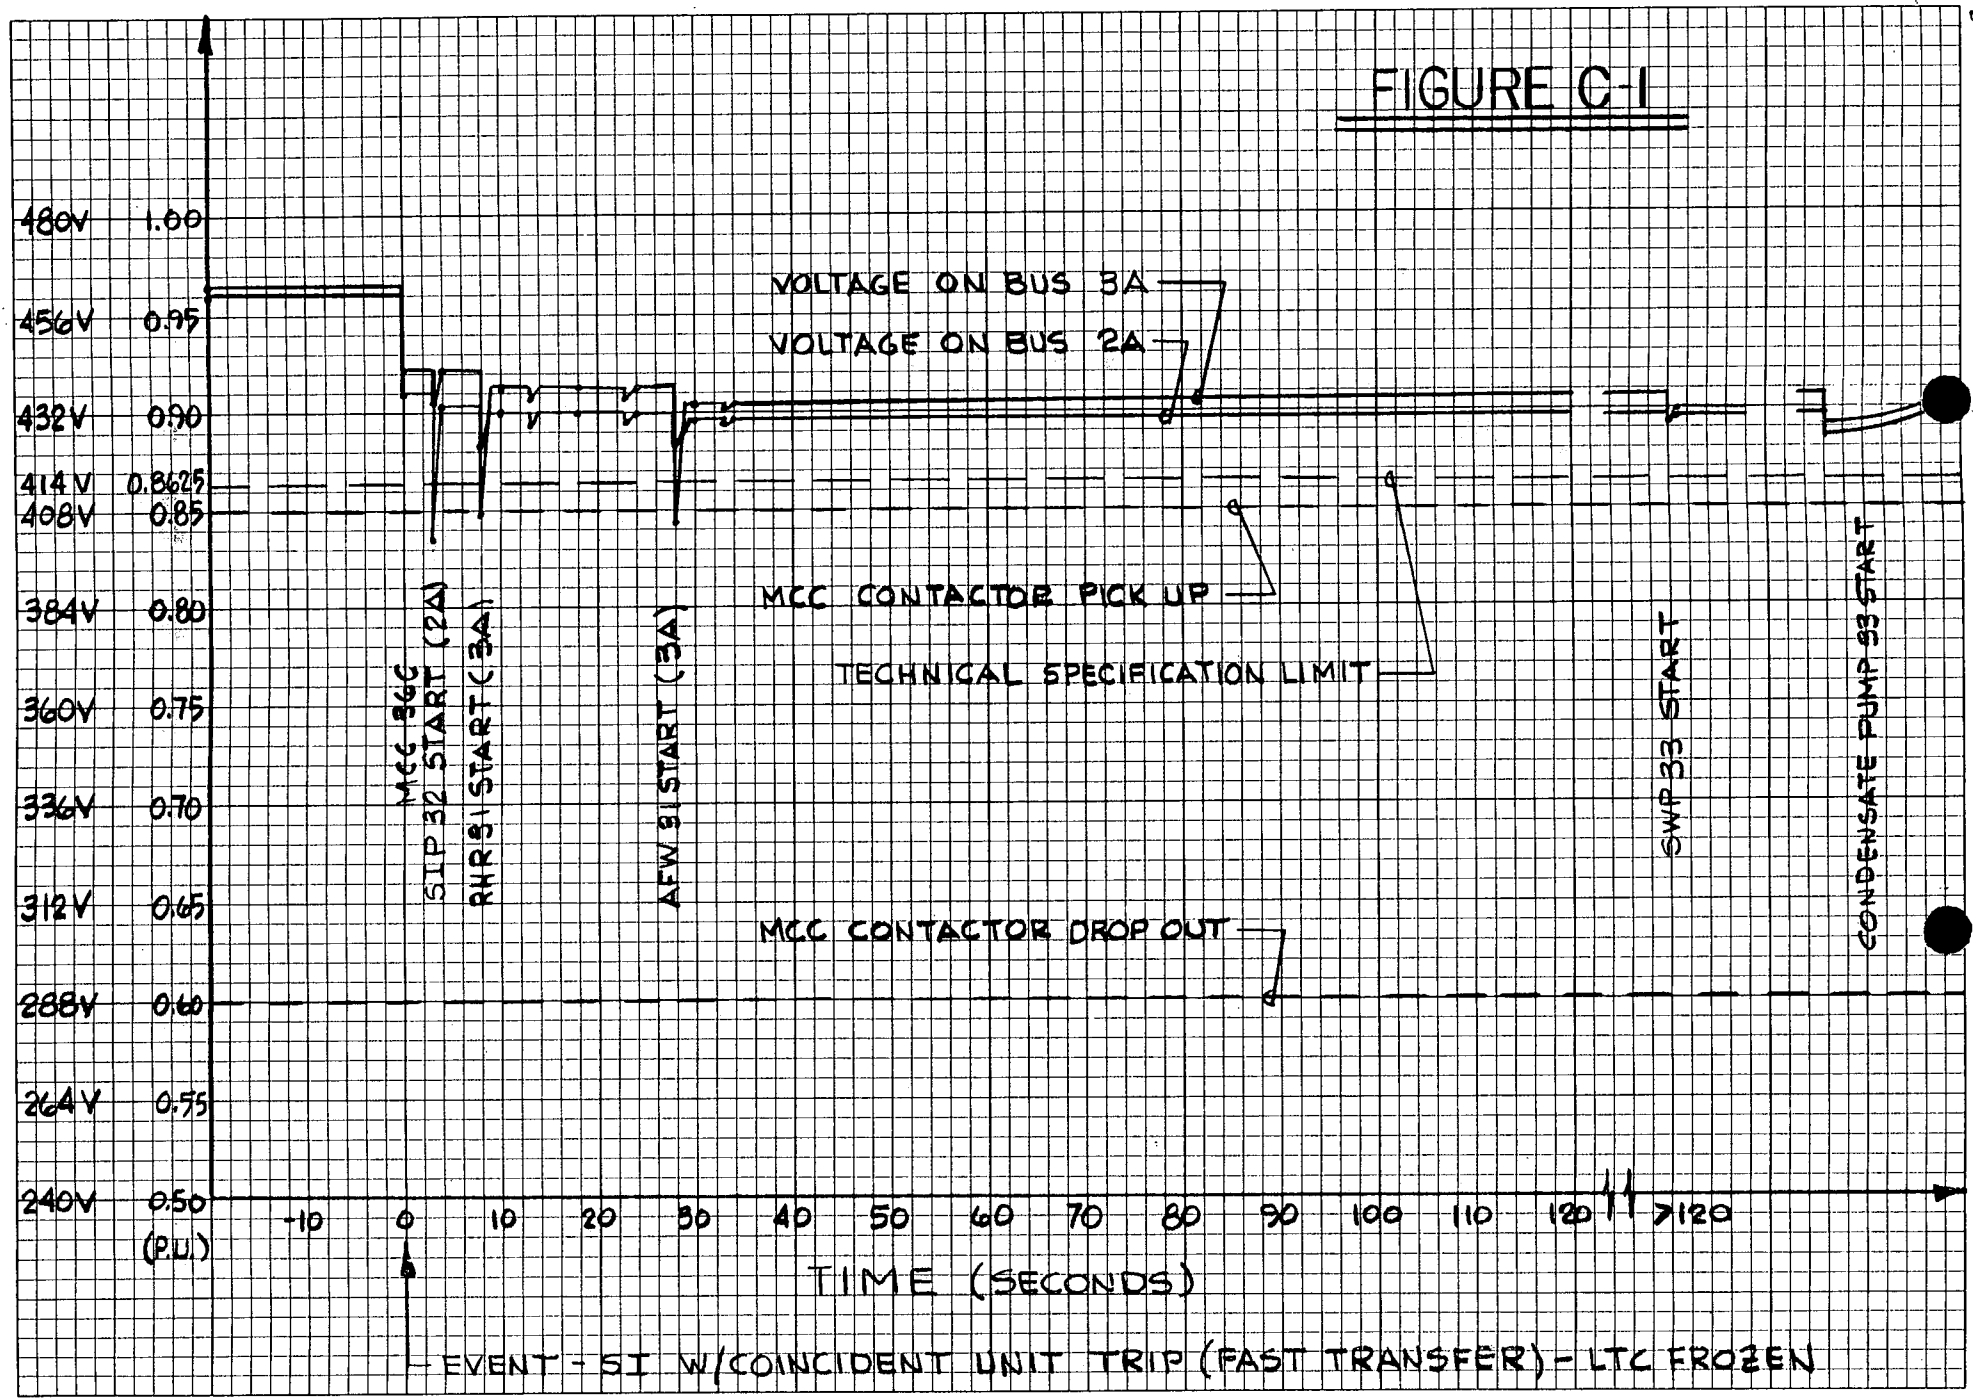 FIGURE C-1
480V 1.00
456V 0.95
432V 0.90
414V 0.8625
408V 0.85
384V 0.80
360V 0.75
336V 0.70
312V 0.65
288V 0.60
264V 0.55
240V 0.50
(P.U.)
VOLTAGE ON BUS 3A
VOLTAGE ON BUS 2A
MCC CONTACTOR PICK UP
TECHNICAL SPECIFICATION LIMIT
MCC CONTACTOR DROP OUT
MCC 36C
SIP 32 START (2A)
RHR31 START (3A)
AFW 31 START (3A)
SWP 33 START
CONDENSATE PUMP 33 START
-10 0 10 20 30 40 50 60 70 80 90 100 110 120 >120
TIME (SECONDS)
EVENT - SI W/COINCIDENT UNIT TRIP (FAST TRANSFER) - LTC FROZEN